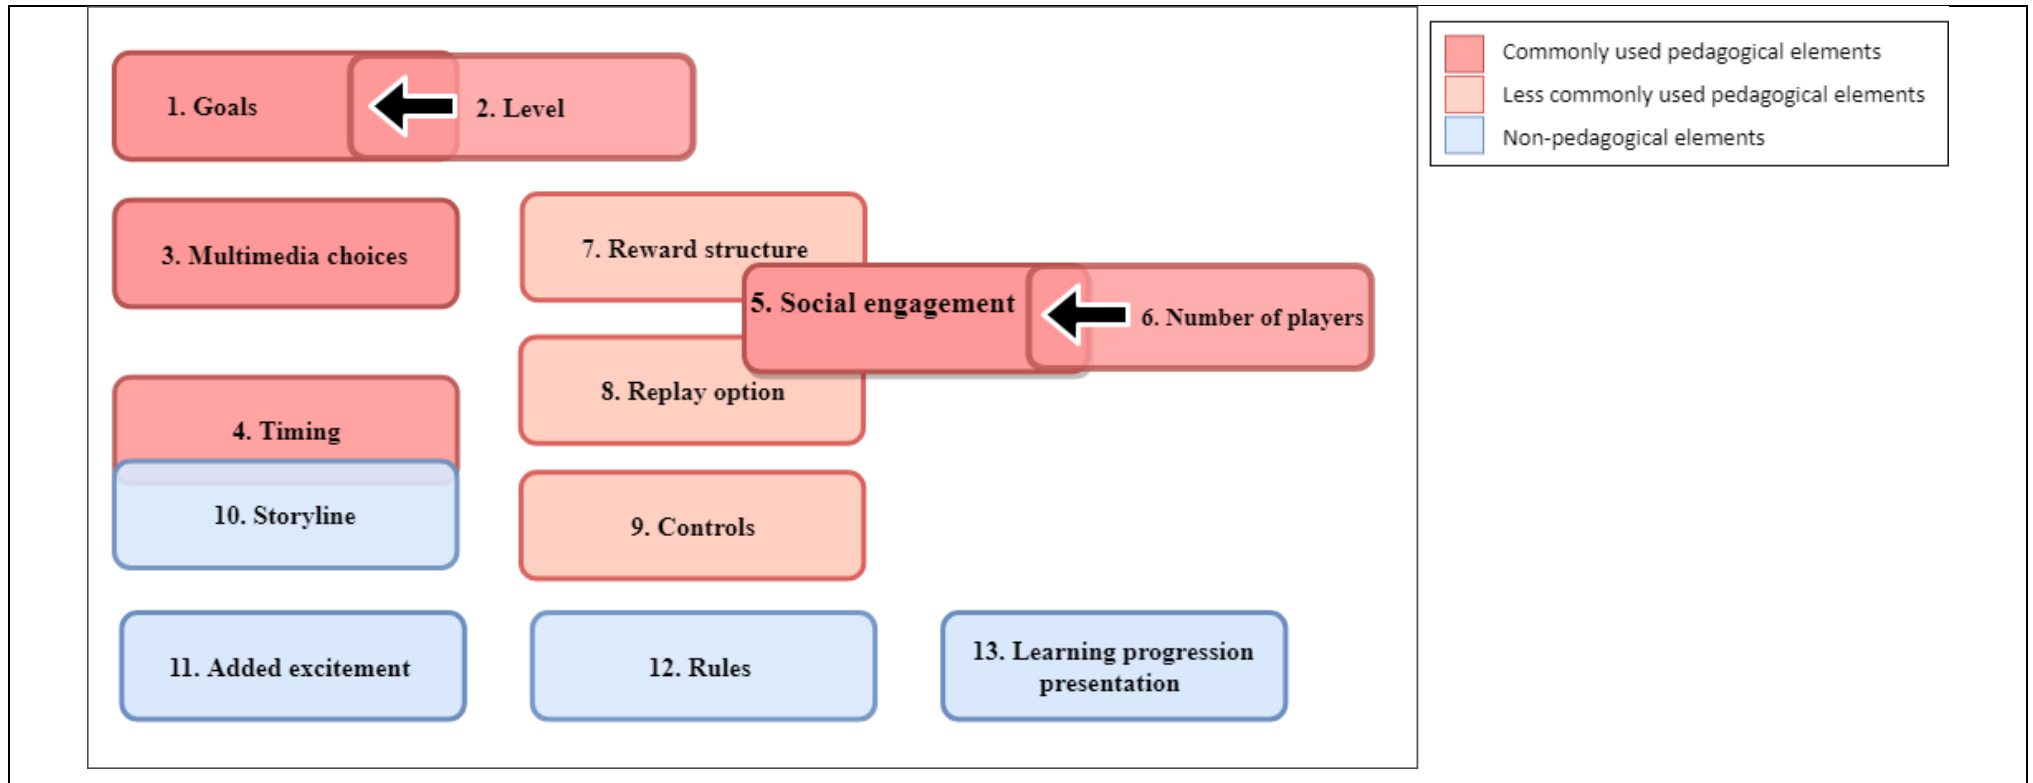 1. Goals
2. Level
3. Multimedia choices
7. Reward structure
5. Social engagement
6. Number of players
4. Timing
8. Replay option
10. Storyline
9. Controls
11. Added excitement
12. Rules
13. Learning progression
presentation
Commonly used pedagogical elements
Less commonly used pedagogical elements
Non-pedagogical elements